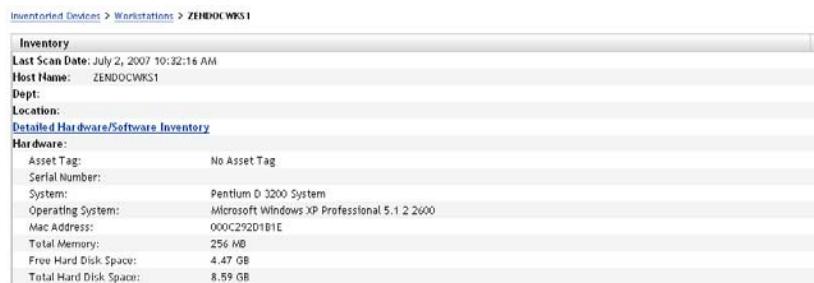 Inventoried Devices > Workstations > ZENDOCWKS1
Inventory
Last Scan Date: July 2, 2007 10:32:16 AM
Host Name: ZENDOCWKS1
Dept:
Location:
Detailed Hardware/Software Inventory
Hardware:
Asset Tag: No Asset Tag
Serial Number:
System: Pentium D 3200 System
Operating System: Microsoft Windows XP Professional 5.1 2 2600
Mac Address: 000C292D1B1E
Total Memory: 256 MB
Free Hard Disk Space: 4.47 GB
Total Hard Disk Space: 8.59 GB